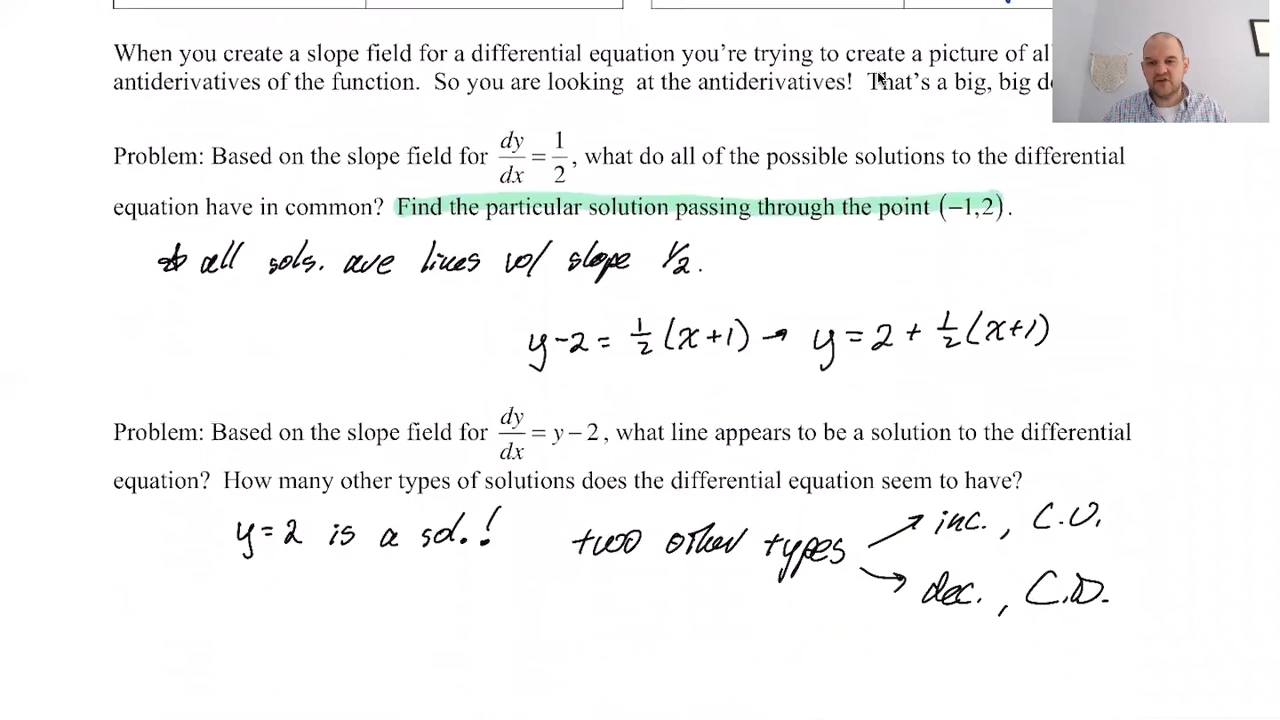 When you create a slope field for a differential equation you're trying to create a picture of al
antiderivatives of the function. So you are looking at the antiderivatives! That's a big, big de
Problem: Based on the slope field for dy/dx = 1/2, what do all of the possible solutions to the differential
equation have in common? Find the particular solution passing through the point (−1,2).
all sols. are lines w/ slope 1/2.
y-2 = 1/2 (x+1) → y = 2 + 1/2 (x+1)
Problem: Based on the slope field for dy/dx = y − 2, what line appears to be a solution to the differential
equation? How many other types of solutions does the differential equation seem to have?
y=2 is a sol.! two other types → inc., C.U.
→ dec., C.D.